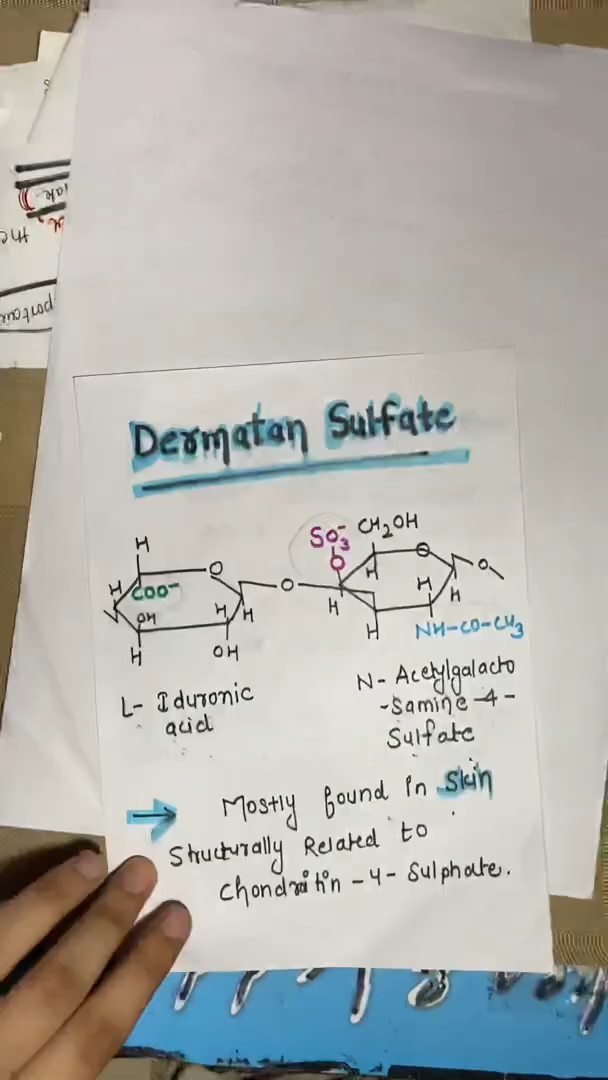 Dermatan Sulfate
H
O
H
COO⁻
OH
H
H
H
OH
O
SO₃⁻
O
CH₂OH
O
H
H
H
H
H
O
NH-CO-CH₃
L-Iduronic
acid
N-Acetylgalacto
-Samine-4-
Sulfate
→ Mostly found in Skin
Structurally Related to
Chondroitin-4-Sulphate.